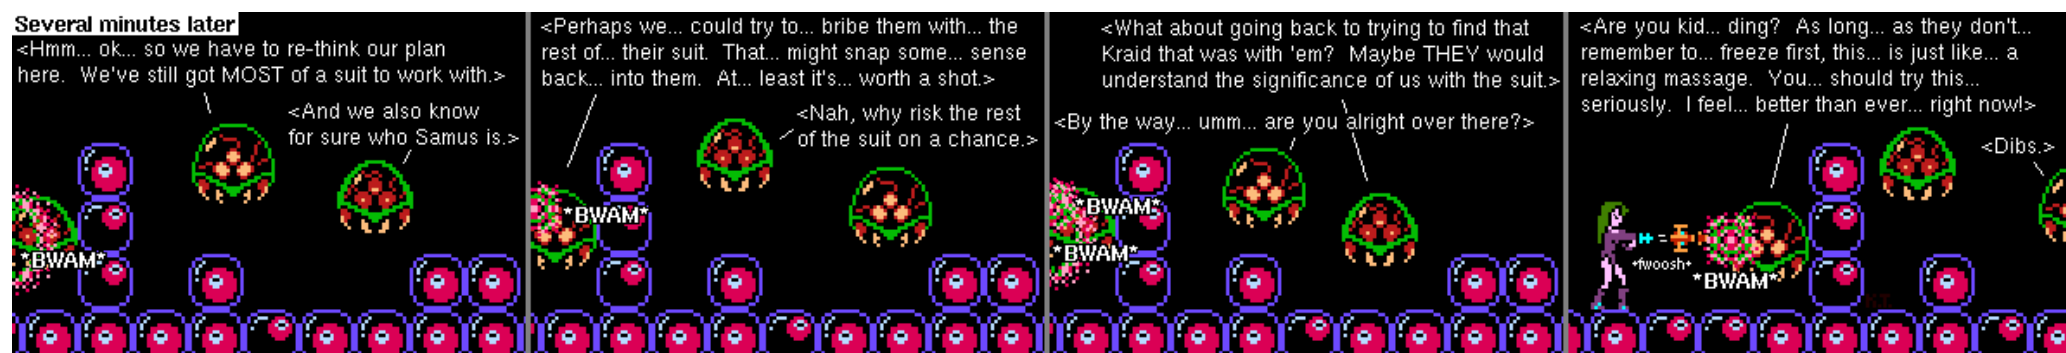 Several minutes later
<Hmm... ok... so we have to re-think our plan
here. We've still got MOST of a suit to work with.>
<And we also know
for sure who Samus is.>
*BWAM*
<Perhaps we... could try to... bribe them with... the
rest of... their suit. That... might snap some... sense
back... into them. At... least it's... worth a shot.>
<Nah, why risk the rest
of the suit on a chance.>
*BWAM*
<What about going back to trying to find that
Kraid that was with 'em? Maybe THEY would
understand the significance of us with the suit.>
<By the way... umm... are you alright over there?>
*BWAM*
*BWAM*
<Are you kid... ding? As long... as they don't...
remember to... freeze first, this... is just like... a
relaxing massage. You... should try this...
seriously. I feel... better than ever... right now!>
<Dibs.>
*fwoosh*
*BWAM*